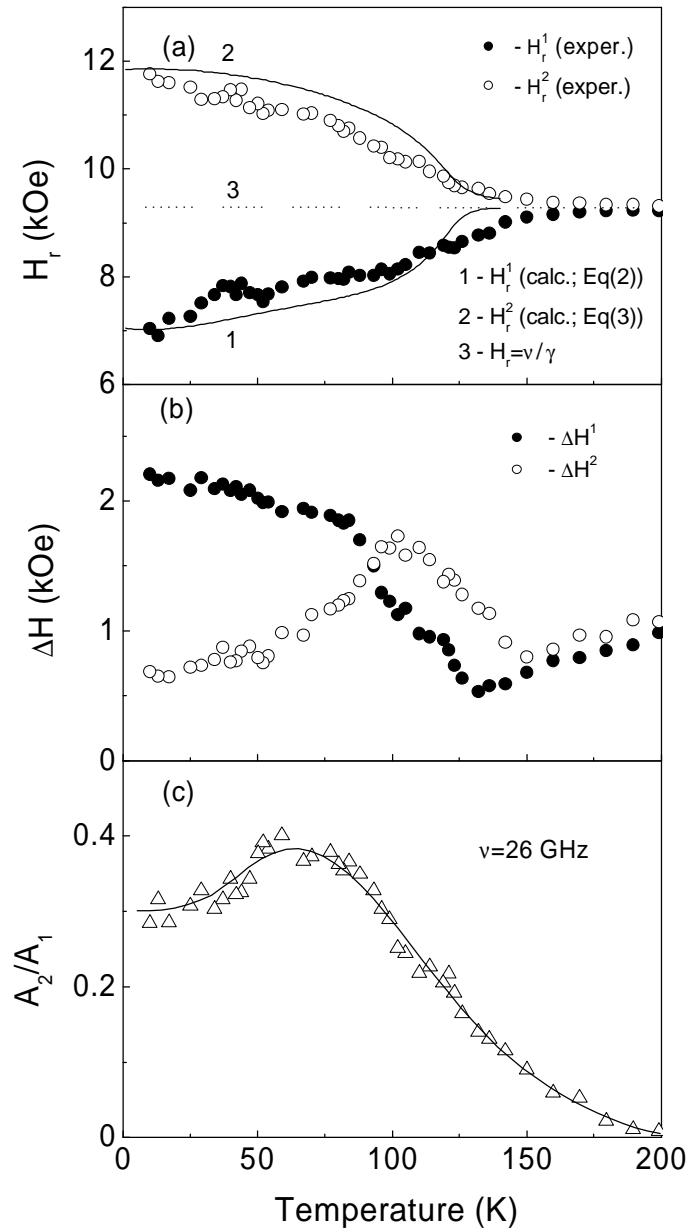 (a)
2
● - H_r^1 (exper.)
○ - H_r^2 (exper.)
12
10
8
6
H_r (kOe)
3
1
1 - H_r^1 (calc.; Eq(2))
2 - H_r^2 (calc.; Eq(3))
3 - H_r=ν/γ
(b)
● - ΔH^1
○ - ΔH^2
2
1
0
ΔH (kOe)
(c)
ν=26 GHz
0.4
0.2
0
A_2/A_1
0 50 100 150 200
Temperature (K)